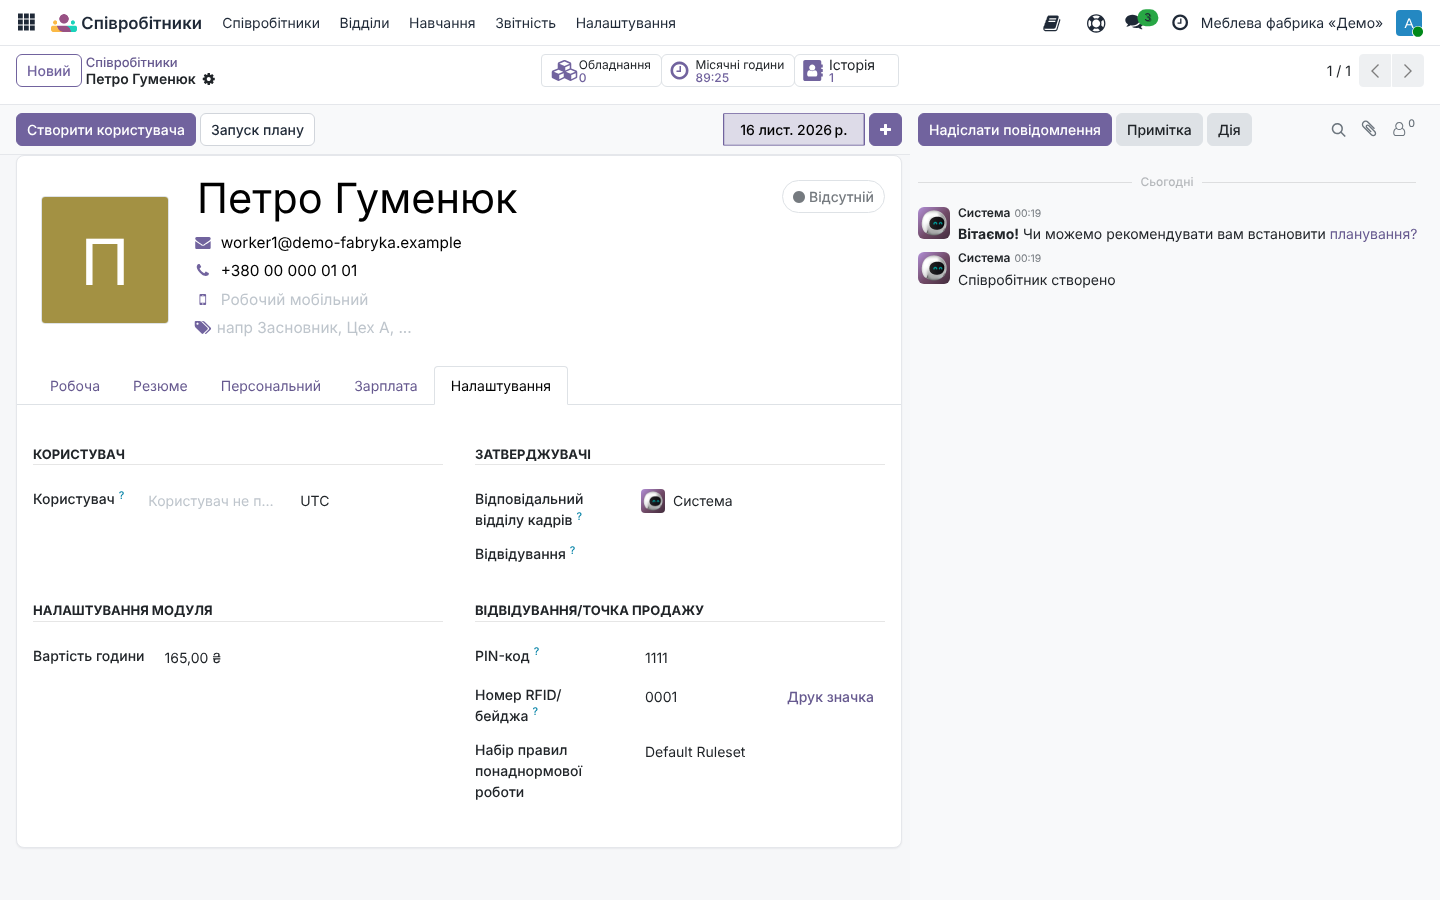 Співробітники
Співробітники Відділи Навчання Звітність Налаштування
3
Меблева фабрика «Демо»
А
Новий
Співробітники
Петро Гуменюк
Обладнання
0
Місячні години
89:25
Історія
1
1 / 1
Створити користувача
Запуск плану
16 лист. 2026 р.
+
Надіслати повідомлення
Примітка
Дія
0
П
Петро Гуменюк
Відсутній
worker1@demo-fabryka.example
+380 00 000 01 01
Робочий мобільний
напр Засновник, Цех А, ...
Сьогодні
Система 00:19
Вітаємо! Чи можемо рекомендувати вам встановити планування?
Система 00:19
Співробітник створено
Робоча Резюме Персональний Зарплата Налаштування
КОРИСТУВАЧ
Користувач ? Користувач не п... UTC
ЗАТВЕРДЖУВАЧІ
Відповідальний
відділу кадрів ?
Система
Відвідування ?
НАЛАШТУВАННЯ МОДУЛЯ
Вартість години 165,00 ₴
ВІДВІДУВАННЯ/ТОЧКА ПРОДАЖУ
PIN-код ? 1111
Номер RFID/
бейджа ?
0001
Друк значка
Набір правил
понаднормової
роботи
Default Ruleset